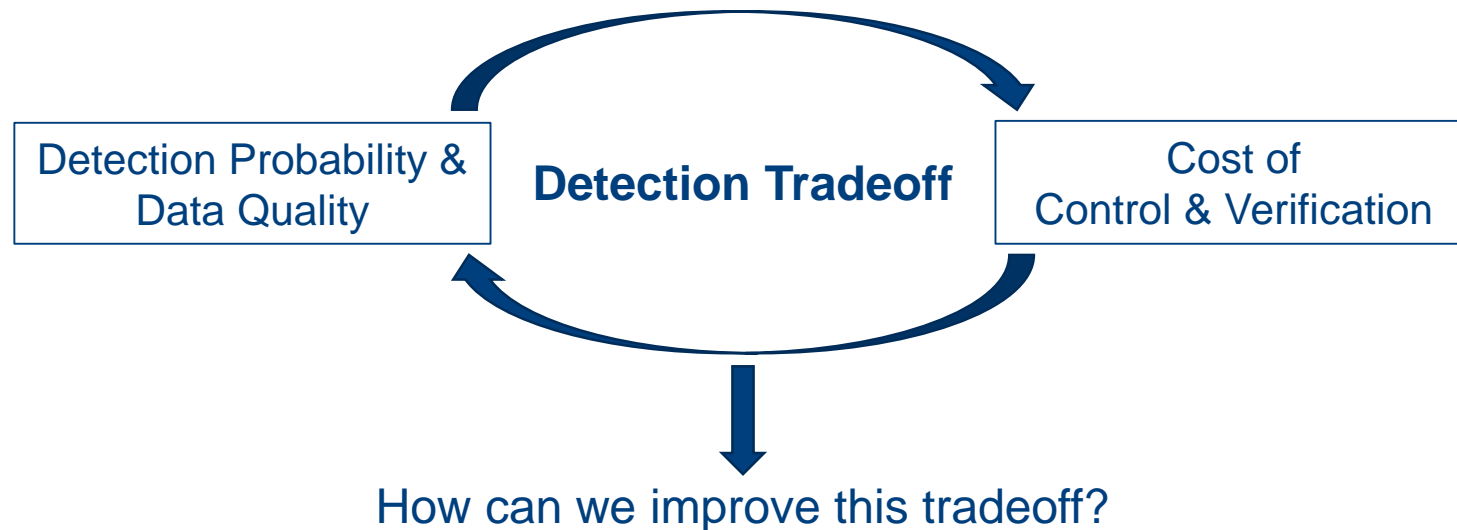 Detection Probability &
Data Quality
Detection Tradeoff
Cost of
Control & Verification
How can we improve this tradeoff?